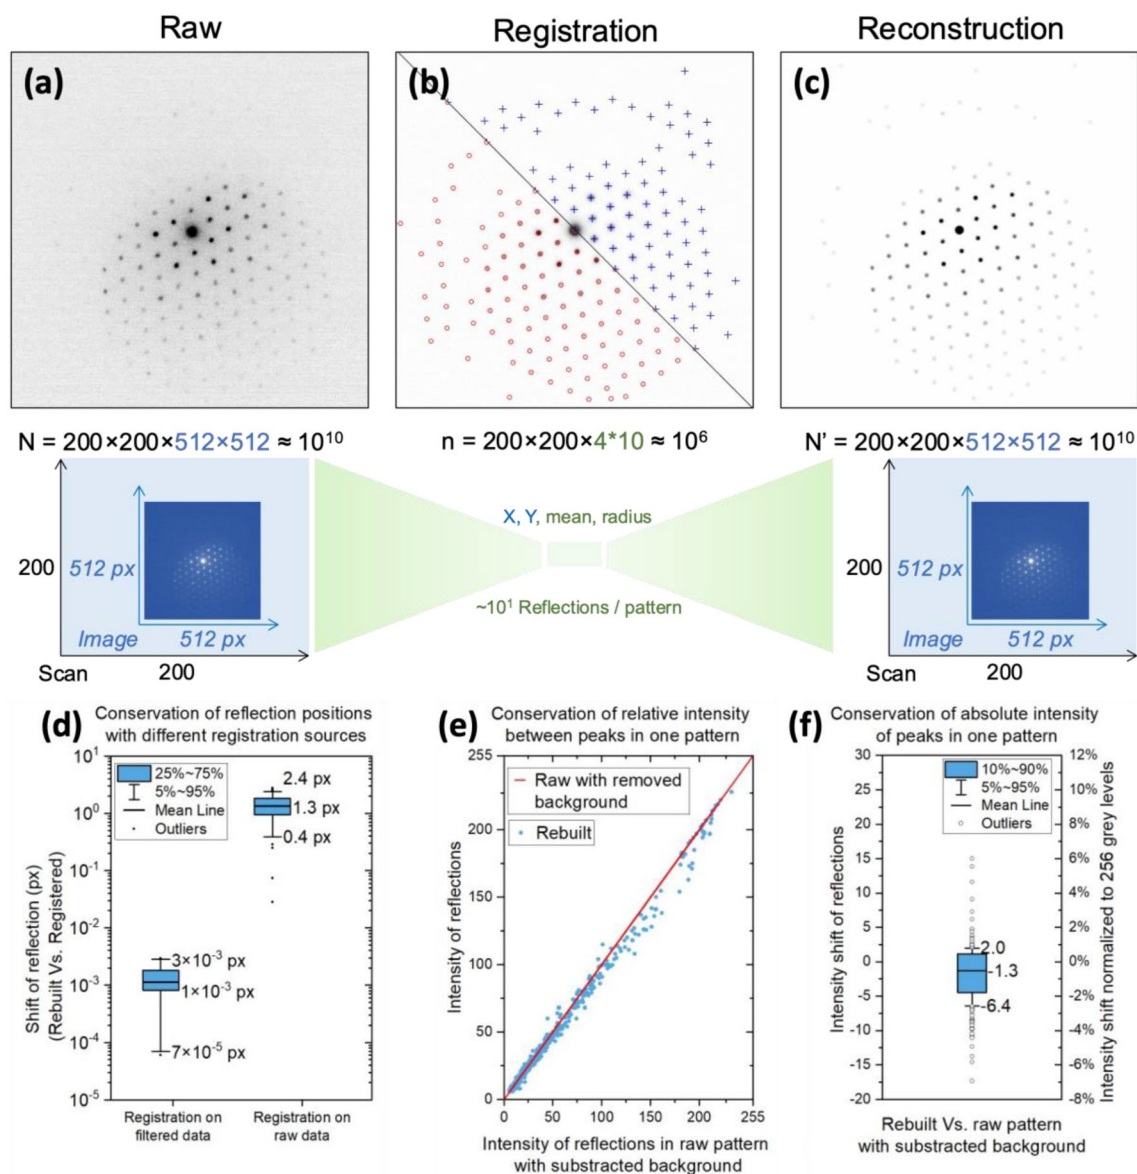 Raw
Registration
Reconstruction
(a)
(b)
(c)
N = 200×200×512×512 ≈ 10¹⁰
n = 200×200×4*10 ≈ 10⁶
N' = 200×200×512×512 ≈ 10¹⁰
200
512 px
Image
512 px
Scan
200
X, Y, mean, radius
~10¹ Reflections / pattern
200
512 px
Image
512 px
Scan
200
(d)
Conservation of reflection positions
with different registration sources
Shift of reflection (px)
(Rebuilt Vs. Registered)
10¹
10⁰
10⁻¹
10⁻²
10⁻³
10⁻⁴
10⁻⁵
25%~75%
5%~95%
Mean Line
Outliers
2.4 px
1.3 px
0.4 px
3×10⁻³ px
1×10⁻³ px
7×10⁻⁵ px
Registration on
filtered data
Registration on
raw data
(e)
Conservation of relative intensity
between peaks in one pattern
Intensity of reflections
255
200
150
100
50
0
Raw with removed
background
Rebuilt
0
50
100
150
200
255
Intensity of reflections in raw pattern
with substracted background
(f)
Conservation of absolute intensity
of peaks in one pattern
Intensity shift of reflections
30
25
20
15
10
5
0
-5
-10
-15
-20
10%~90%
5%~95%
Mean Line
Outliers
2.0
-1.3
-6.4
12%
10%
8%
6%
4%
2%
0%
-2%
-4%
-6%
-8%
Intensity shift normalized to 256 grey levels
Rebuilt Vs. raw pattern
with substracted background